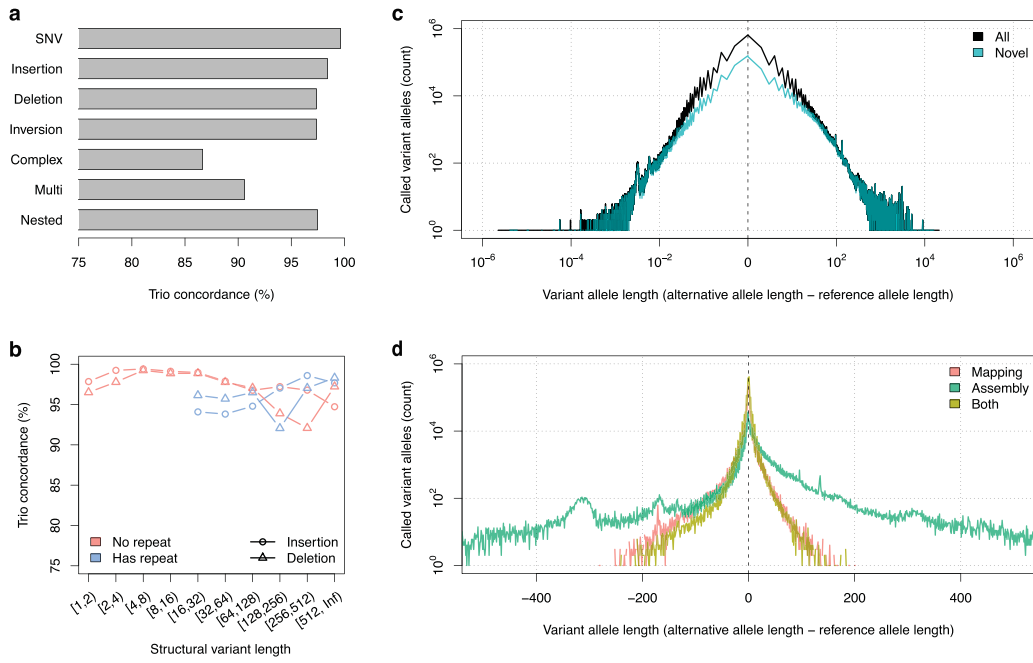 a
SNV
Insertion
Deletion
Inversion
Complex
Multi
Nested
75 80 85 90 95 100
Trio concordance (%)
b
100
95
90
85
80
75
Trio concordance (%)
No repeat
Has repeat
Insertion
Deletion
[1,2) [2,4) [4,8) [8,16) [16,32) [32,64) [64,128) [128,256) [256,512) [512, Inf)
Structural variant length
c
10⁶
10⁴
10²
10⁰
Called variant alleles (count)
All
Novel
10⁻⁶ 10⁻⁴ 10⁻² 0 10² 10⁴ 10⁶
Variant allele length (alternative allele length − reference allele length)
d
10⁶
10⁴
10²
10⁰
Called variant alleles (count)
Mapping
Assembly
Both
−400 −200 0 200 400
Variant allele length (alternative allele length − reference allele length)